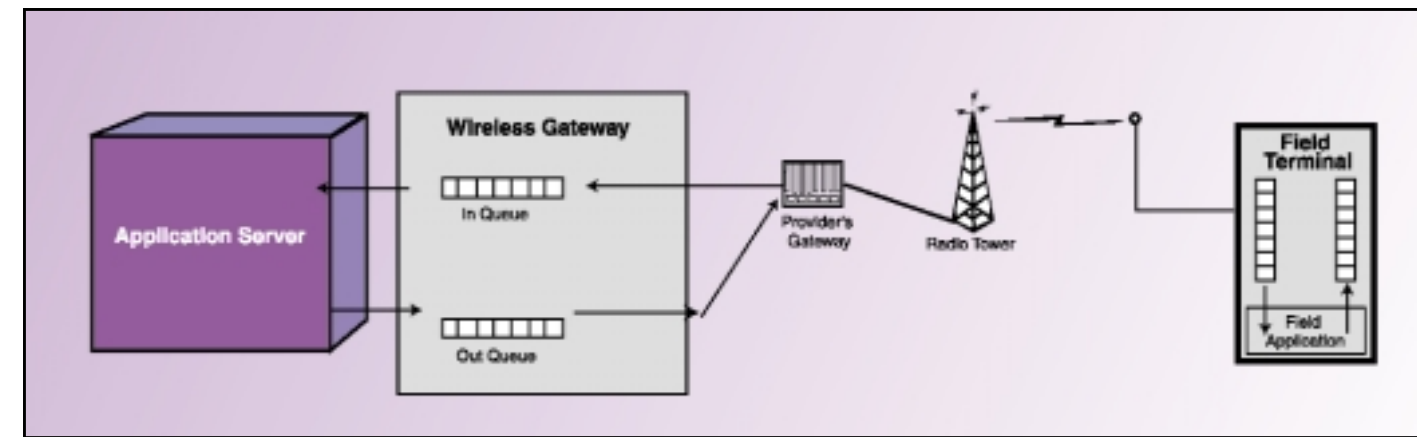 Wireless Gateway
In Queue
Application Server
Out Queue
Provider's
Gateway
Radio Tower
Field
Terminal
Field
Application